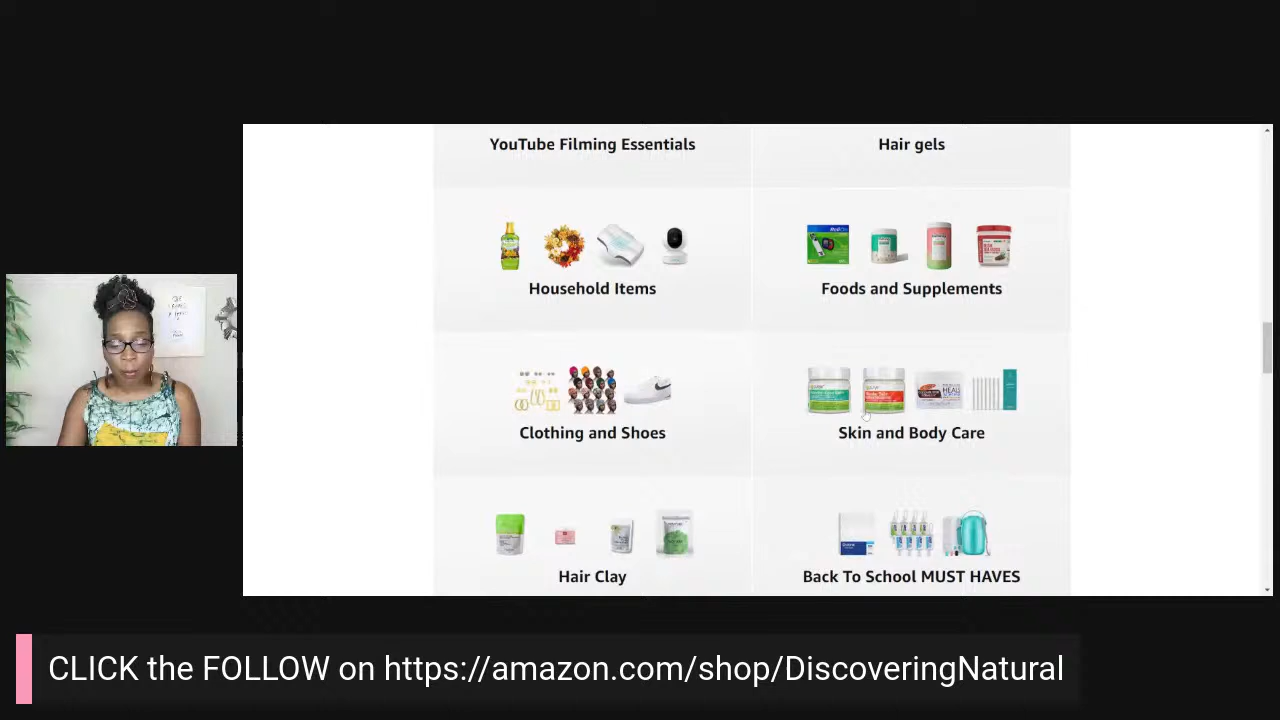 YouTube Filming Essentials
Hair gels
Household Items
Foods and Supplements
Clothing and Shoes
Skin and Body Care
Hair Clay
Back To School MUST HAVES
CLICK the FOLLOW on https://amazon.com/shop/DiscoveringNatural